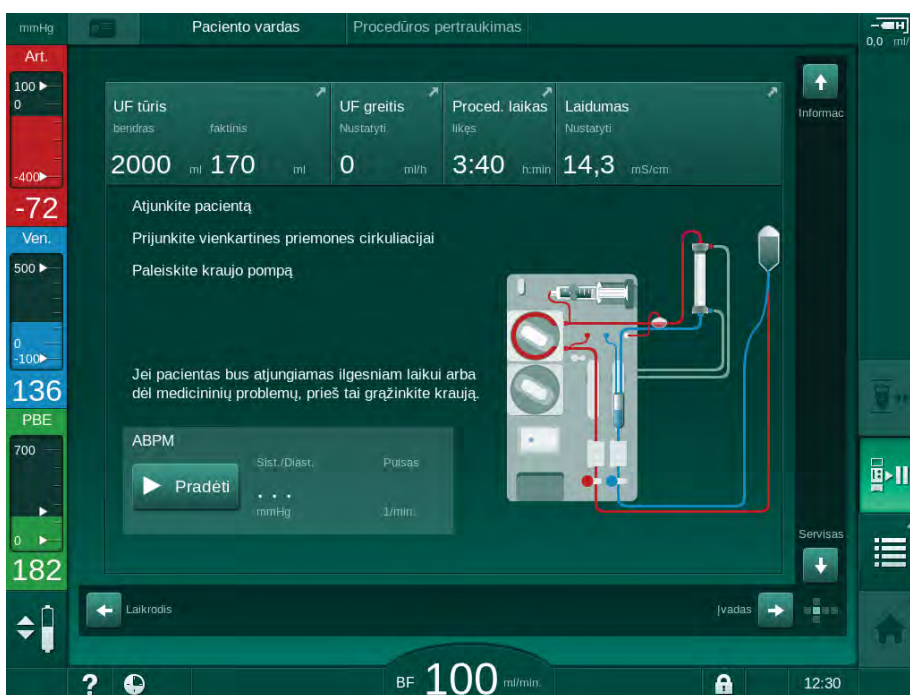 mmHg
Paciento vardas
Procedūros pertraukimas
0,0 ml/
Art.
100
0
-400
-72
Ven.
500
0
-100
136
PBE
700
0
182
UF tūris
bendras faktinis
2000 ml 170 ml
UF greitis
Nustatyti
0 ml/h
Proced. laikas
likęs
3:40 h:min
Laidumas
Nustatyti
14,3 mS/cm
Informac
Atjunkite pacientą
Prijunkite vienkartines priemones cirkuliacijai
Paleiskite kraujo pompą
Jei pacientas bus atjungiamas ilgesniam laikui arba
dėl medicininių problemų, prieš tai grąžinkite kraują.
ABPM
Sist./Diast. Pulsas
Pradėti
. . .
mmHg 1/min.
Servisas
Laikrodis
Įvadas
? BF 100 ml/min. 12:30